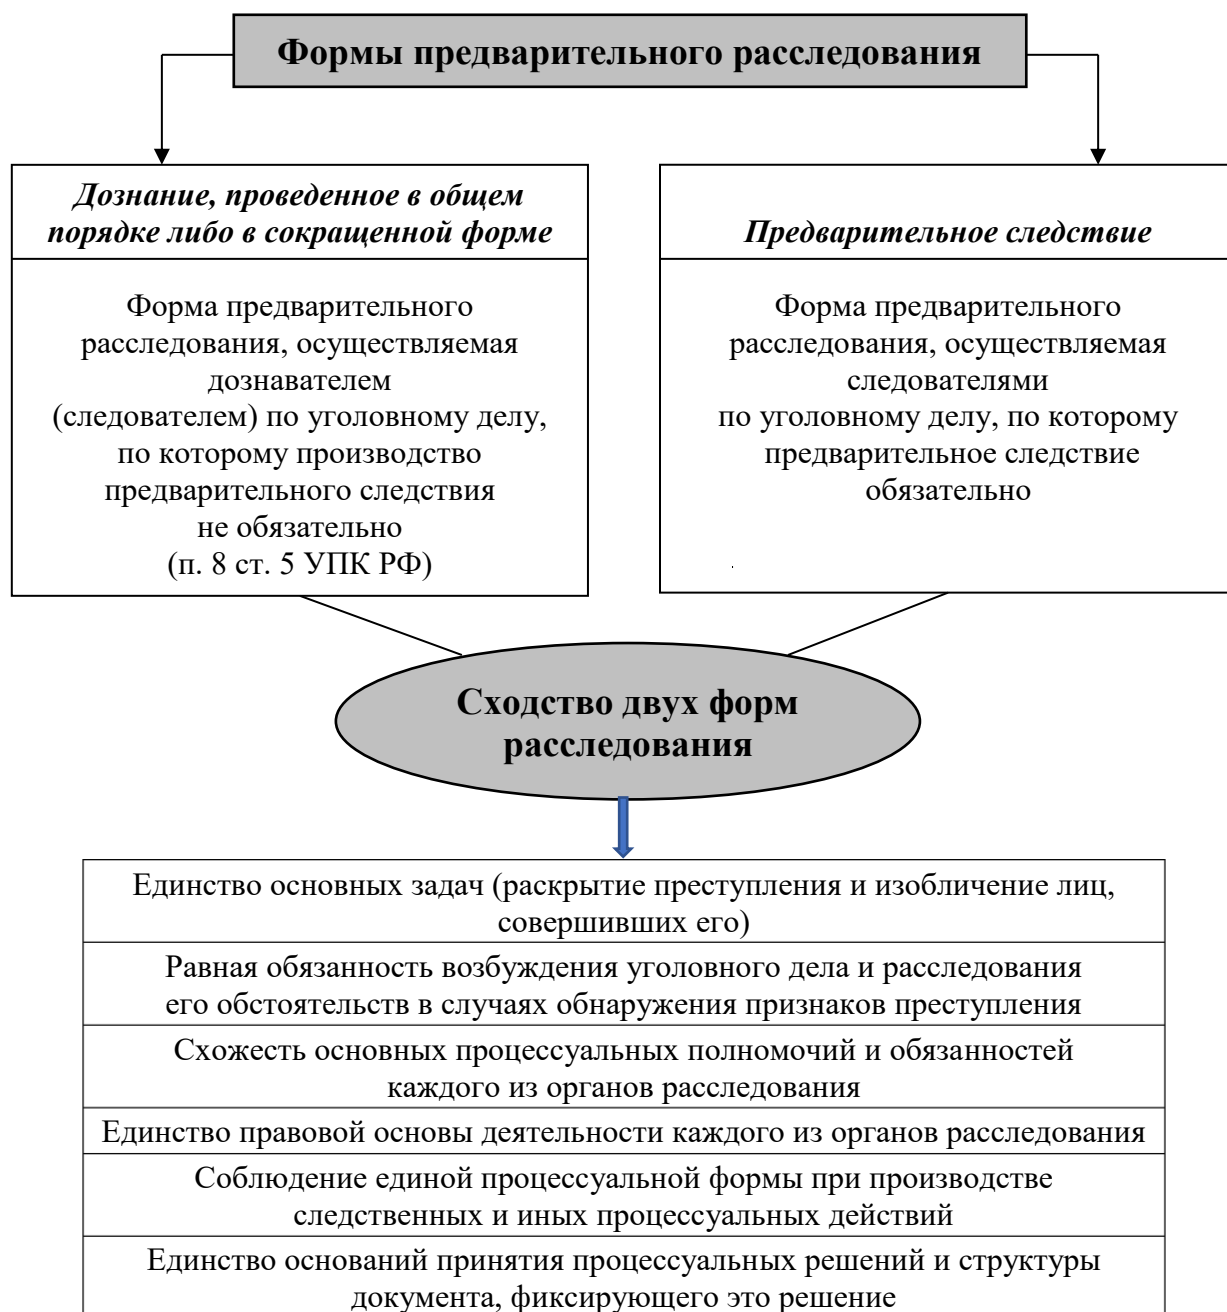 Формы предварительного расследования
Дознание, проведенное в общем
порядке либо в сокращенной форме
Форма предварительного
расследования, осуществляемая
дознавателем
(следователем) по уголовному делу,
по которому производство
предварительного следствия
не обязательно
(п. 8 ст. 5 УПК РФ)
Предварительное следствие
Форма предварительного
расследования, осуществляемая
следователями
по уголовному делу, по которому
предварительное следствие
обязательно
.
Сходство двух форм
расследования
Единство основных задач (раскрытие преступления и изобличение лиц,
совершивших его)
Равная обязанность возбуждения уголовного дела и расследования
его обстоятельств в случаях обнаружения признаков преступления
Схожесть основных процессуальных полномочий и обязанностей
каждого из органов расследования
Единство правовой основы деятельности каждого из органов расследования
Соблюдение единой процессуальной формы при производстве
следственных и иных процессуальных действий
Единство оснований принятия процессуальных решений и структуры
документа, фиксирующего это решение